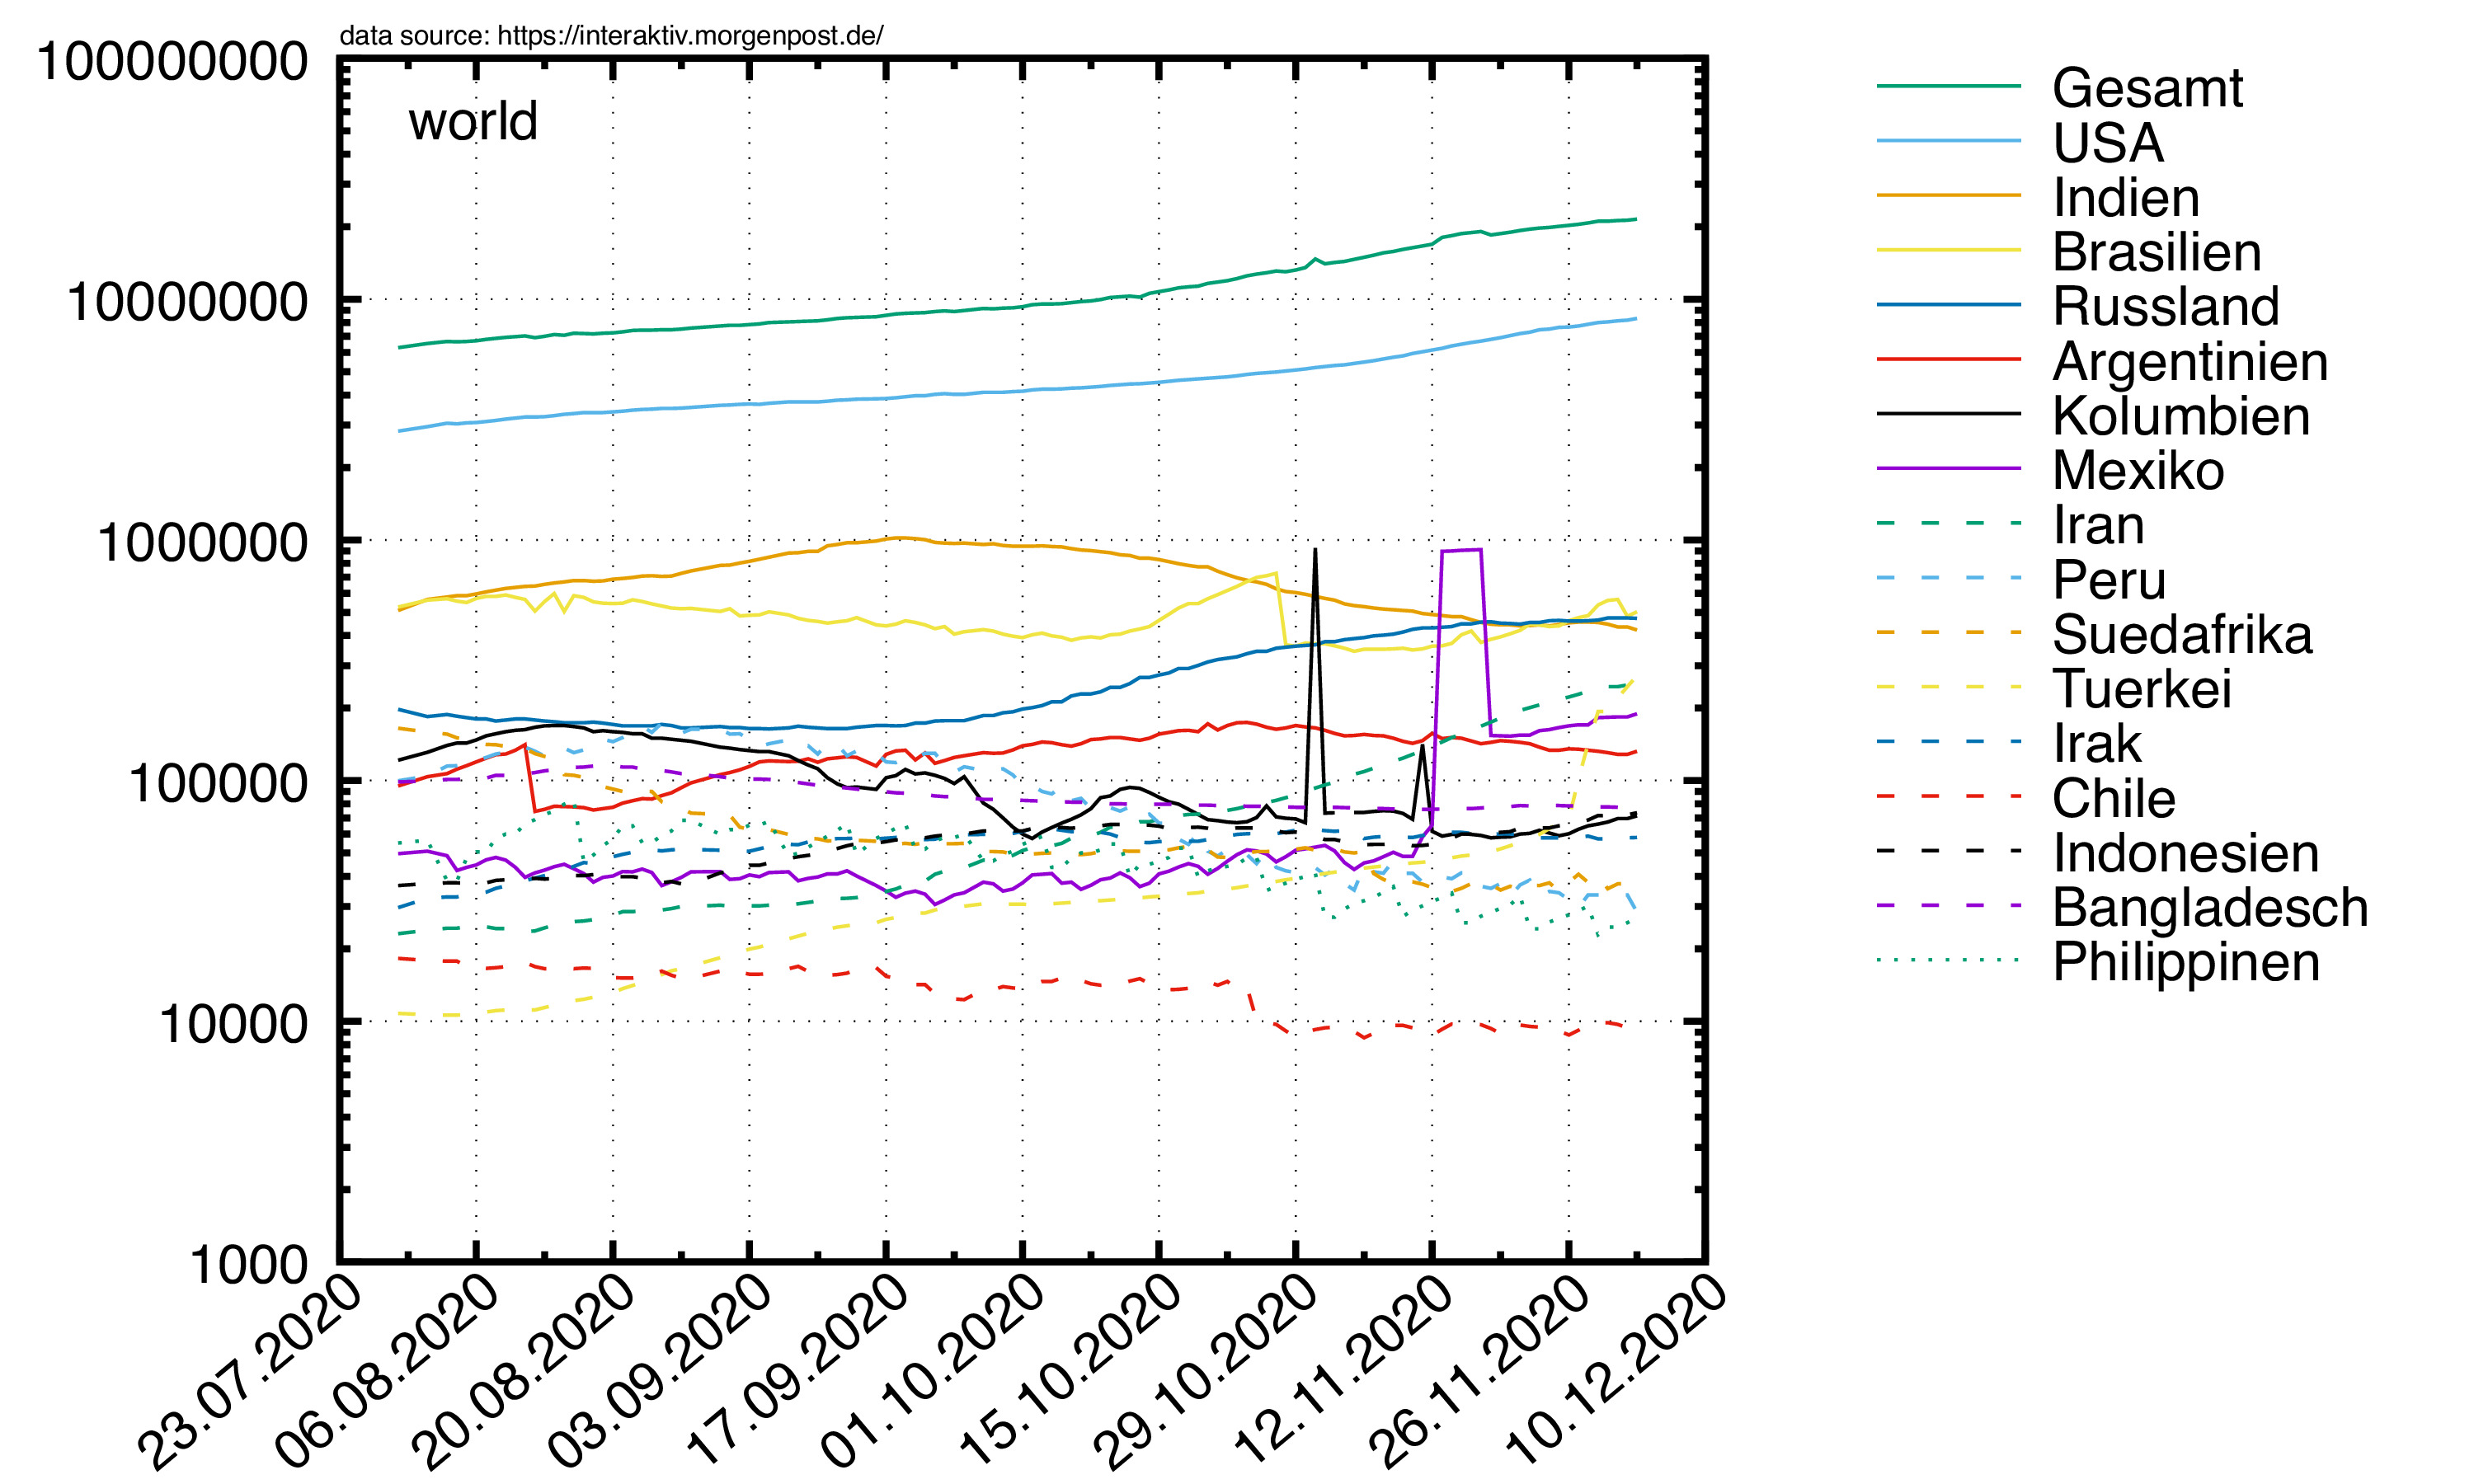 data source: https://interaktiv.morgenpost.de/
world
100000000
10000000
1000000
100000
10000
1000
23.07.2020
06.08.2020
20.08.2020
03.09.2020
17.09.2020
01.10.2020
15.10.2020
29.10.2020
12.11.2020
26.11.2020
10.12.2020
Gesamt
USA
Indien
Brasilien
Russland
Argentinien
Kolumbien
Mexiko
Iran
Peru
Suedafrika
Tuerkei
Irak
Chile
Indonesien
Bangladesch
Philippinen